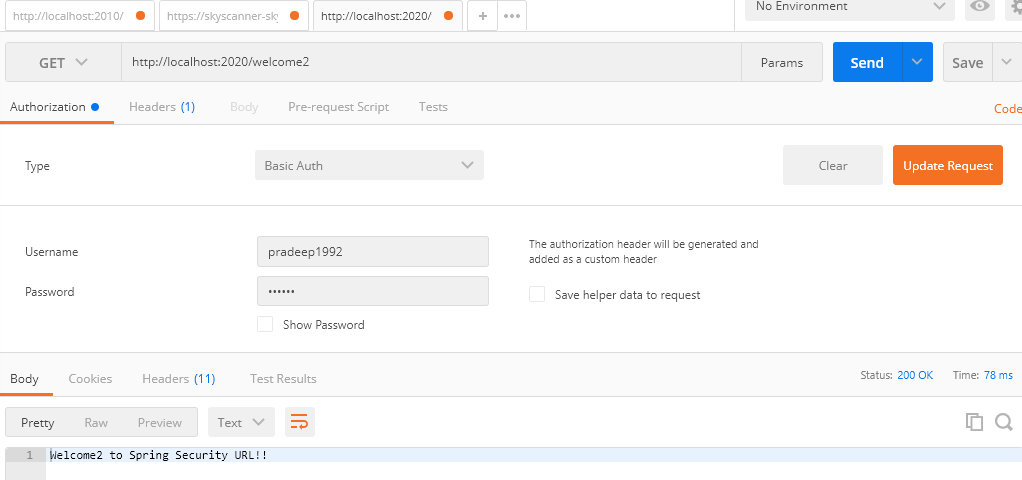 http://localhost:2010/ https://skyscanner-sk http://localhost:2020/ + ••• No Environment
GET http://localhost:2020/welcome2 Params Send Save
Authorization Headers (1) Body Pre-request Script Tests Code
Type Basic Auth Clear Update Request
Username pradeep1992 The authorization header will be generated and
added as a custom header
Password •••••• Save helper data to request
Show Password
Body Cookies Headers (11) Test Results Status: 200 OK Time: 78 ms
Pretty Raw Preview Text
1 Welcome2 to Spring Security URL!!